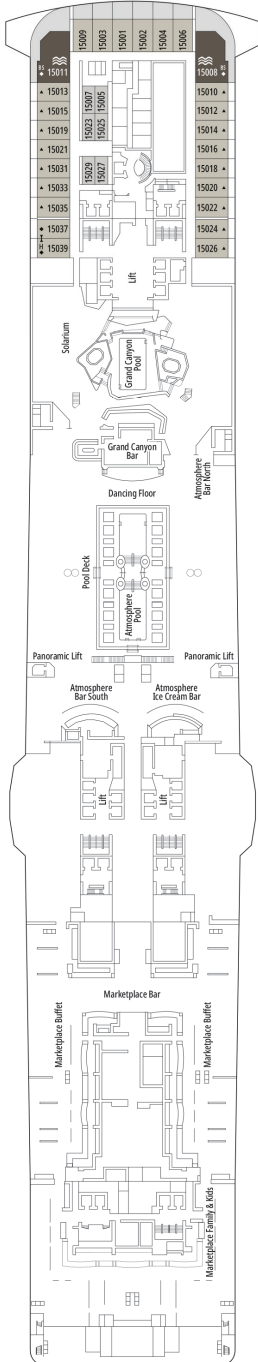 15009 15003 15001 15002 15004 15006
BS 15011
15008 BS
15013 15007 15005 15010
15015 15012
15019 15023 15025 15014
15021 15016
15031 15029 15027 15018
15033 15020
15035 15022
15037 15024
H
15039 15026
Lift
Solarium
Grand Canyon
Pool
Grand Canyon
Bar
Atmosphere
Bar North
Dancing Floor
Pool Deck
Atmosphere
Pool
Panoramic Lift
Panoramic Lift
Atmosphere
Bar South
Atmosphere
Ice Cream Bar
Lift
Lift
Marketplace Bar
Marketplace Buffet
Marketplace Buffet
Marketplace Family & Kids